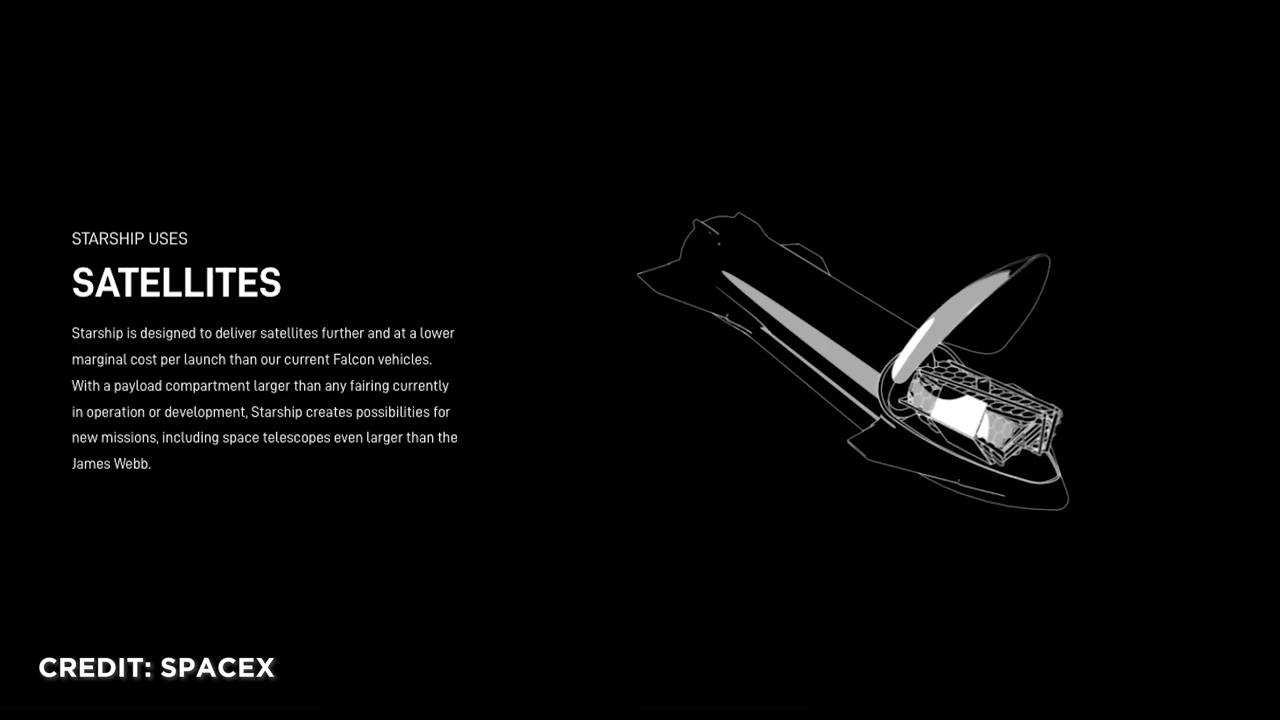 STARSHIP USES
SATELLITES
Starship is designed to deliver satellites further and at a lower
marginal cost per launch than our current Falcon vehicles.
With a payload compartment larger than any fairing currently
in operation or development, Starship creates possibilities for
new missions, including space telescopes even larger than the
James Webb.
CREDIT: SPACEX